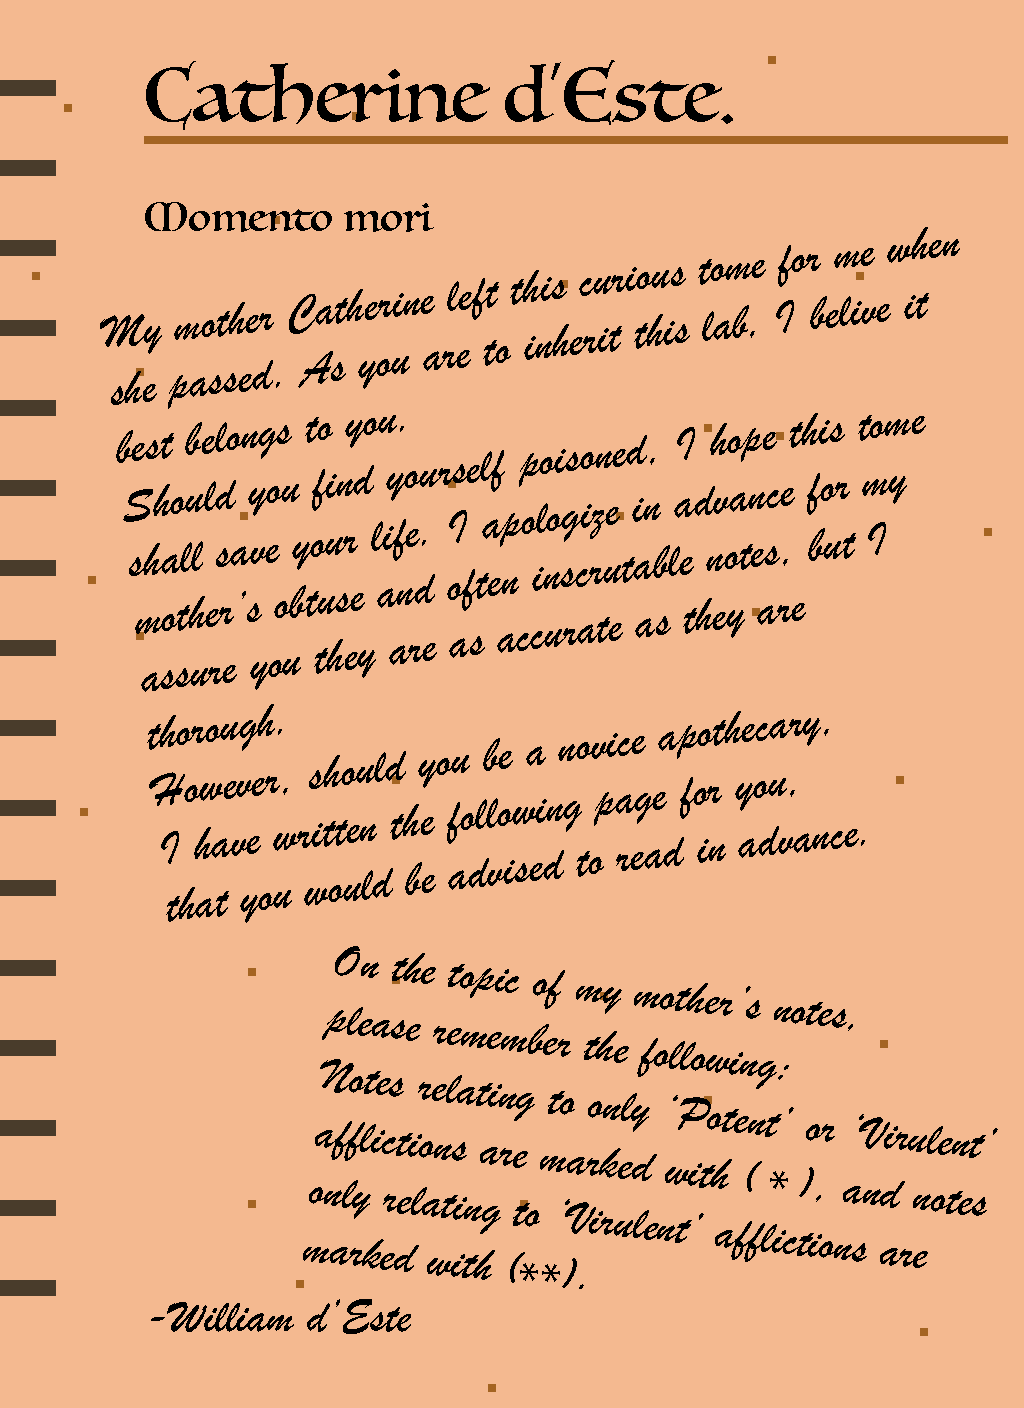 Catherine d'Este.
Momento mori
My mother Catherine left this curious tome for me when
she passed. As you are to inherit this lab, I belive it
best belongs to you.
Should you find yourself poisoned, I hope this tome
shall save your life. I apologize in advance for my
mother's obtuse and often inscrutable notes, but I
assure you they are as accurate as they are
thorough.
However, should you be a novice apothecary,
I have written the following page for you,
that you would be advised to read in advance.
On the topic of my mother's notes,
please remember the following:
Notes relating to only 'Potent' or 'Virulent'
afflictions are marked with ( * ), and notes
only relating to 'Virulent' afflictions are
marked with (**).
-William d'Este